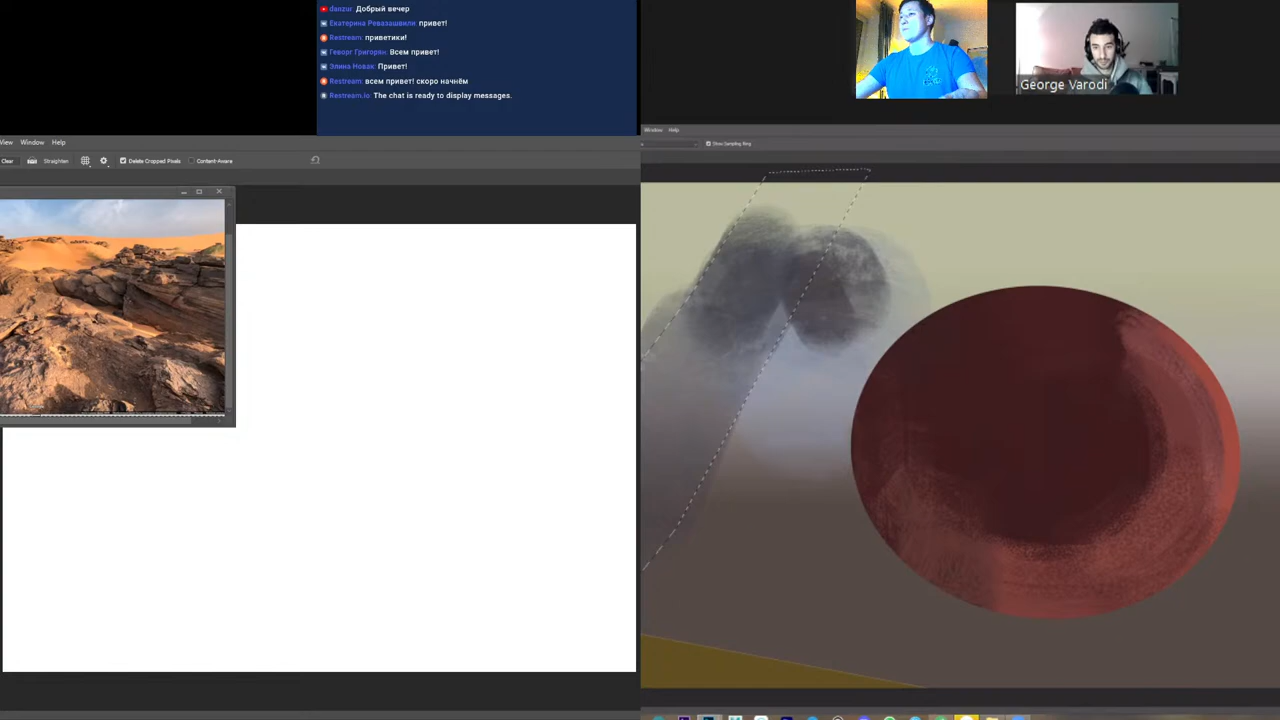 danzur: Добрый вечер
Екатерина Ревазашвили: привет!
Restream: приветики!
Геворг Григорян: Всем привет!
Элина Новак: Привет!
Restream: всем привет! скоро начнём
Restream.io: The chat is ready to display messages.
George Varodi
View Window Help
Clear Straighten Delete Cropped Pixels Content-Aware
Window Help
Show Sampling Ring